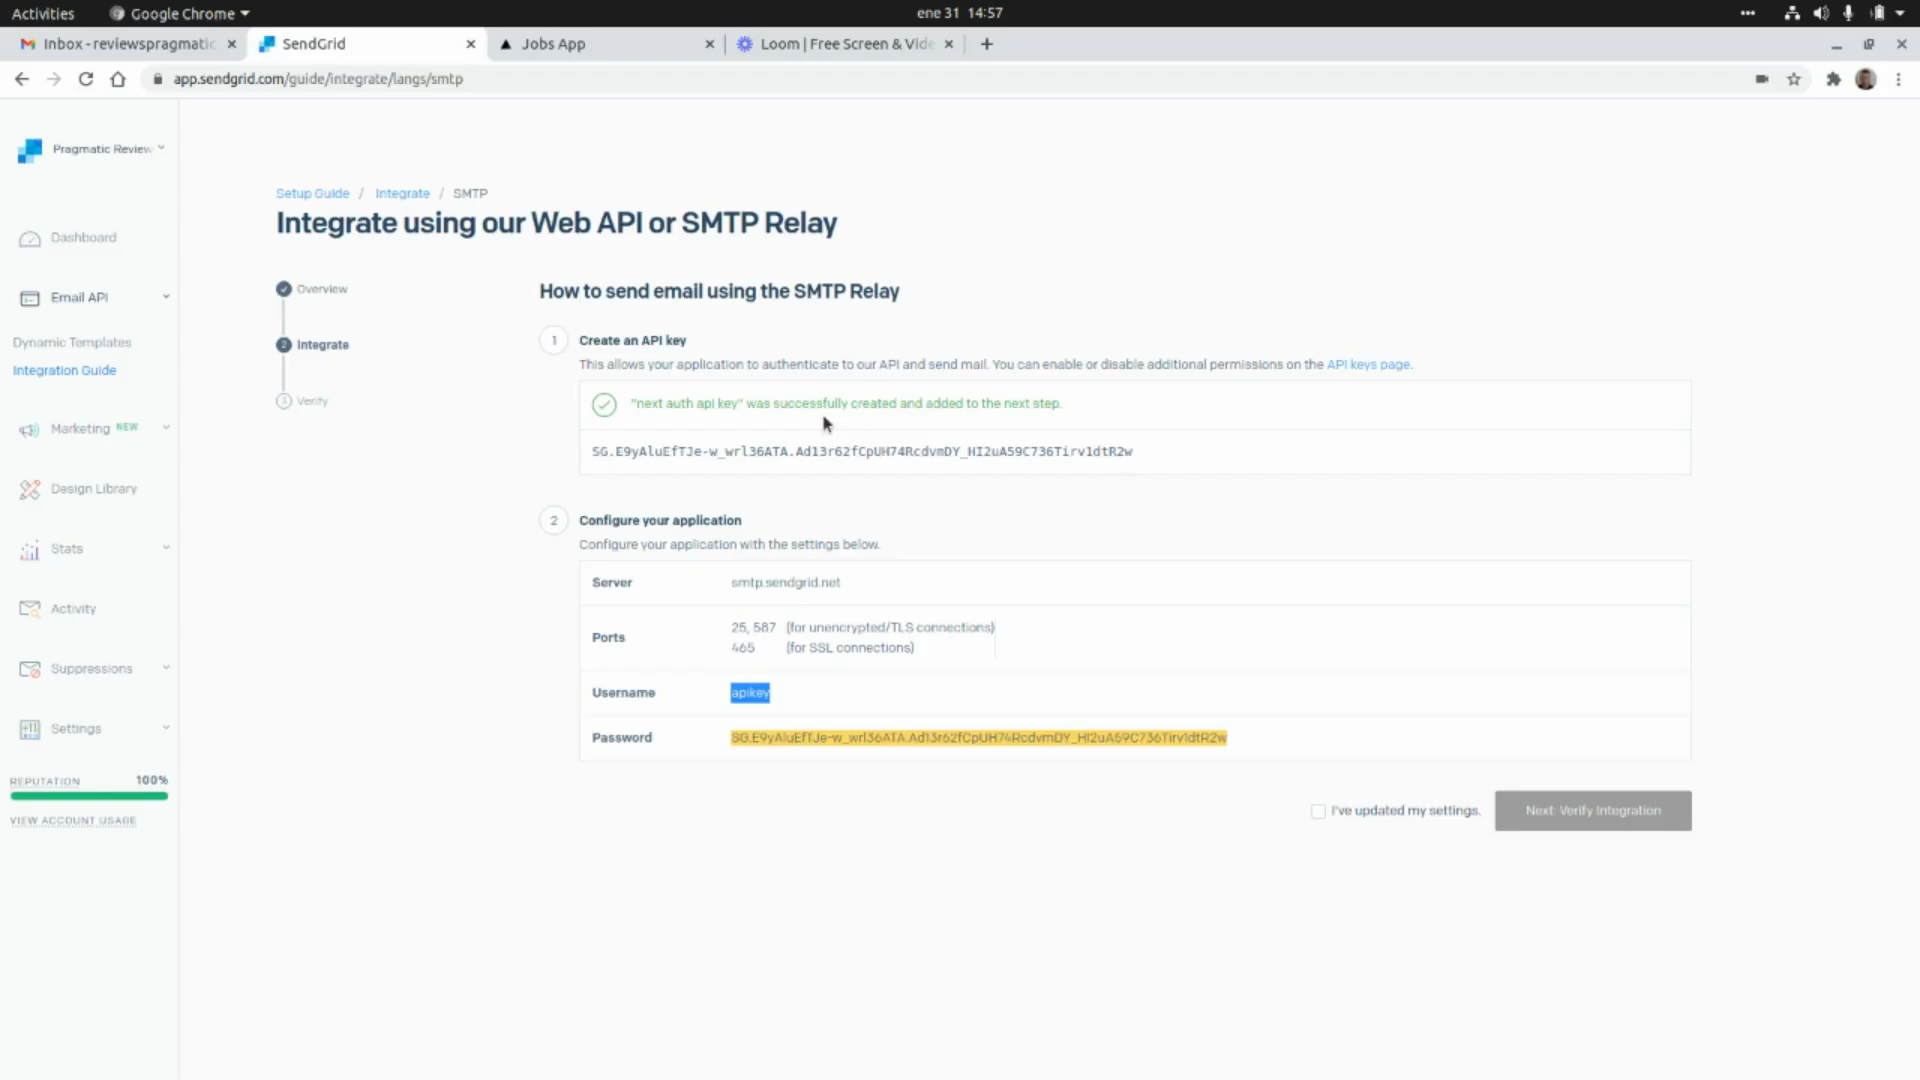 Activities
Google Chrome
ene 31 14:57
Inbox - reviewspragmatic
SendGrid
Jobs App
Loom | Free Screen & Vide
app.sendgrid.com/guide/integrate/langs/smtp
Pragmatic Review
Setup Guide / Integrate / SMTP
Integrate using our Web API or SMTP Relay
Dashboard
Email API
Dynamic Templates
Integration Guide
Marketing NEW
Design Library
Stats
Activity
Suppressions
Settings
REPUTATION 100%
VIEW ACCOUNT USAGE
Overview
2 Integrate
3 Verify
How to send email using the SMTP Relay
1 Create an API key
This allows your application to authenticate to our API and send mail. You can enable or disable additional permissions on the API keys page.
"next auth api key" was successfully created and added to the next step.
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
2 Configure your application
Configure your application with the settings below.
Server smtp.sendgrid.net
Ports
25, 587 (for unencrypted/TLS connections)
465 (for SSL connections)
Username apikey
Password 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
I've updated my settings.
Next: Verify Integration